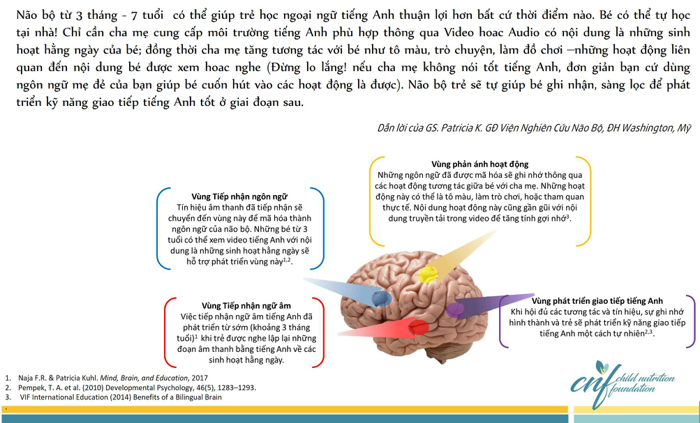 Não bộ từ 3 tháng - 7 tuổi có thể giúp trẻ học ngoại ngữ tiếng Anh thuận lợi hơn bất cứ thời điểm nào. Bé có thể tự học
tại nhà! Chỉ cần cha mẹ cung cấp môi trường tiếng Anh phù hợp thông qua Video hoac Audio có nội dung là những sinh
hoạt hằng ngày của bé; đồng thời cha mẹ tăng tương tác với bé như tô màu, trò chuyện, làm đồ chơi –những hoạt động liên
quan đến nội dung bé được xem hoac nghe (Đừng lo lắng! nếu cha mẹ không nói tốt tiếng Anh, đơn giản bạn cứ dùng
ngôn ngữ mẹ đẻ của bạn giúp bé cuốn hút vào các hoạt động là được). Não bộ trẻ sẽ tự giúp bé ghi nhận, sàng lọc để phát
triển kỹ năng giao tiếp tiếng Anh tốt ở giai đoạn sau.
Dẫn lời của GS. Patricia K. GĐ Viện Nghiên Cứu Não Bộ, ĐH Washington, Mỹ
Vùng phản ánh hoạt động
Những ngôn ngữ đã được mã hóa sẽ ghi nhớ thông qua
các hoạt động tương tác giữa bé với cha mẹ. Những hoạt
động này có thể là tô màu, làm trò chơi, hoặc tham quan
thực tế. Nội dung hoạt động này cũng gần gũi với nội
dung truyền tải trong video để tăng tính gợi nhớ³.
Vùng Tiếp nhận ngôn ngữ
Tín hiệu âm thanh đã tiếp nhận sẽ
chuyển đến vùng này để mã hóa thành
ngôn ngữ của não bộ. Những bé từ 3
tuổi có thể xem video tiếng Anh với nội
dung là những sinh hoạt hằng ngày sẽ
hỗ trợ phát triển vùng này¹,².
Vùng Tiếp nhận ngữ âm
Việc tiếp nhận ngữ âm tiếng Anh đã
phát triển từ sớm (khoảng 3 tháng
tuổi)¹ khi trẻ được nghe lặp lại những
đoạn âm thanh bằng tiếng Anh về các
sinh hoạt hằng ngày.
Vùng phát triển giao tiếp tiếng Anh
Khi hội đủ các tương tác và tín hiệu, sự ghi nhớ
hình thành và trẻ sẽ phát triển kỹ năng giao tiếp
tiếng Anh một cách tự nhiên²,³.
1. Naja F.R. & Patricia Kuhl. Mind, Brain, and Education, 2017
2. Pempek, T. A. et al. (2010) Developmental Psychology, 46(5), 1283–1293.
3. VIF International Education (2014) Benefits of a Bilingual Brain
cnf child nutrition
foundation